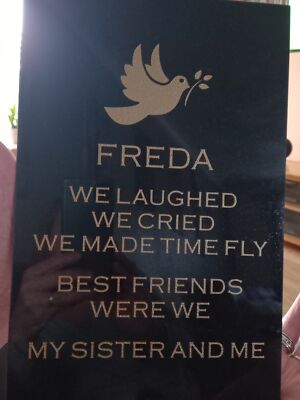 FREDA
WE LAUGHED
WE CRIED
WE MADE TIME FLY
BEST FRIENDS
WERE WE
MY SISTER AND ME